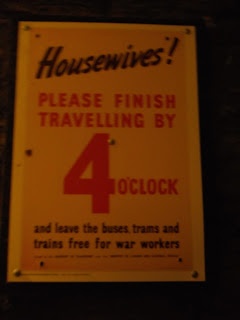 Housewives!
PLEASE FINISH
TRAVELLING BY
4 O'CLOCK
and leave the buses, trams and
trains free for war workers